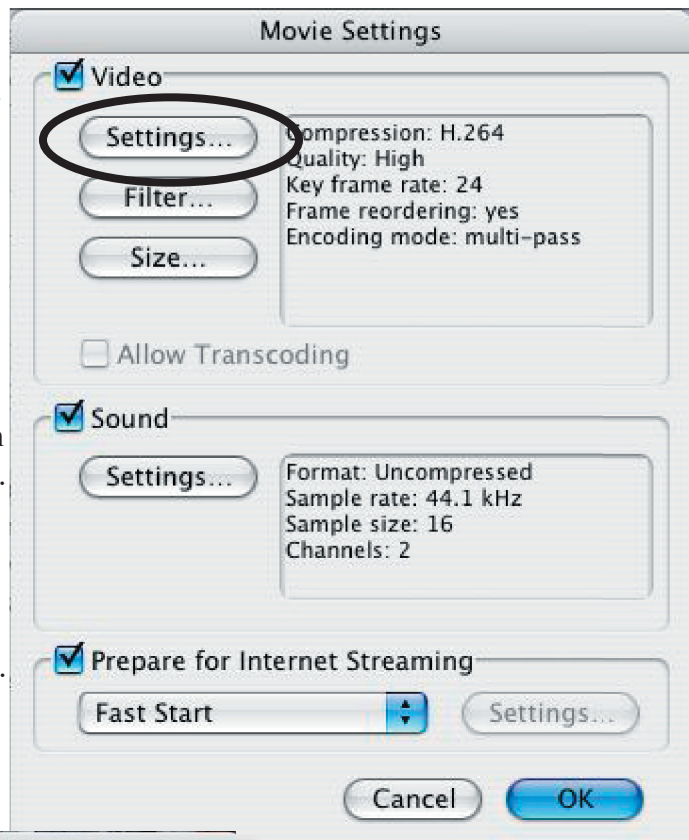 Movie Settings
Video
Settings...
Compression: H.264
Quality: High
Key frame rate: 24
Frame reordering: yes
Encoding mode: multi-pass
Filter...
Size...
Allow Transcoding
Sound
Settings...
Format: Uncompressed
Sample rate: 44.1 kHz
Sample size: 16
Channels: 2
Prepare for Internet Streaming
Fast Start
Settings...
Cancel
OK